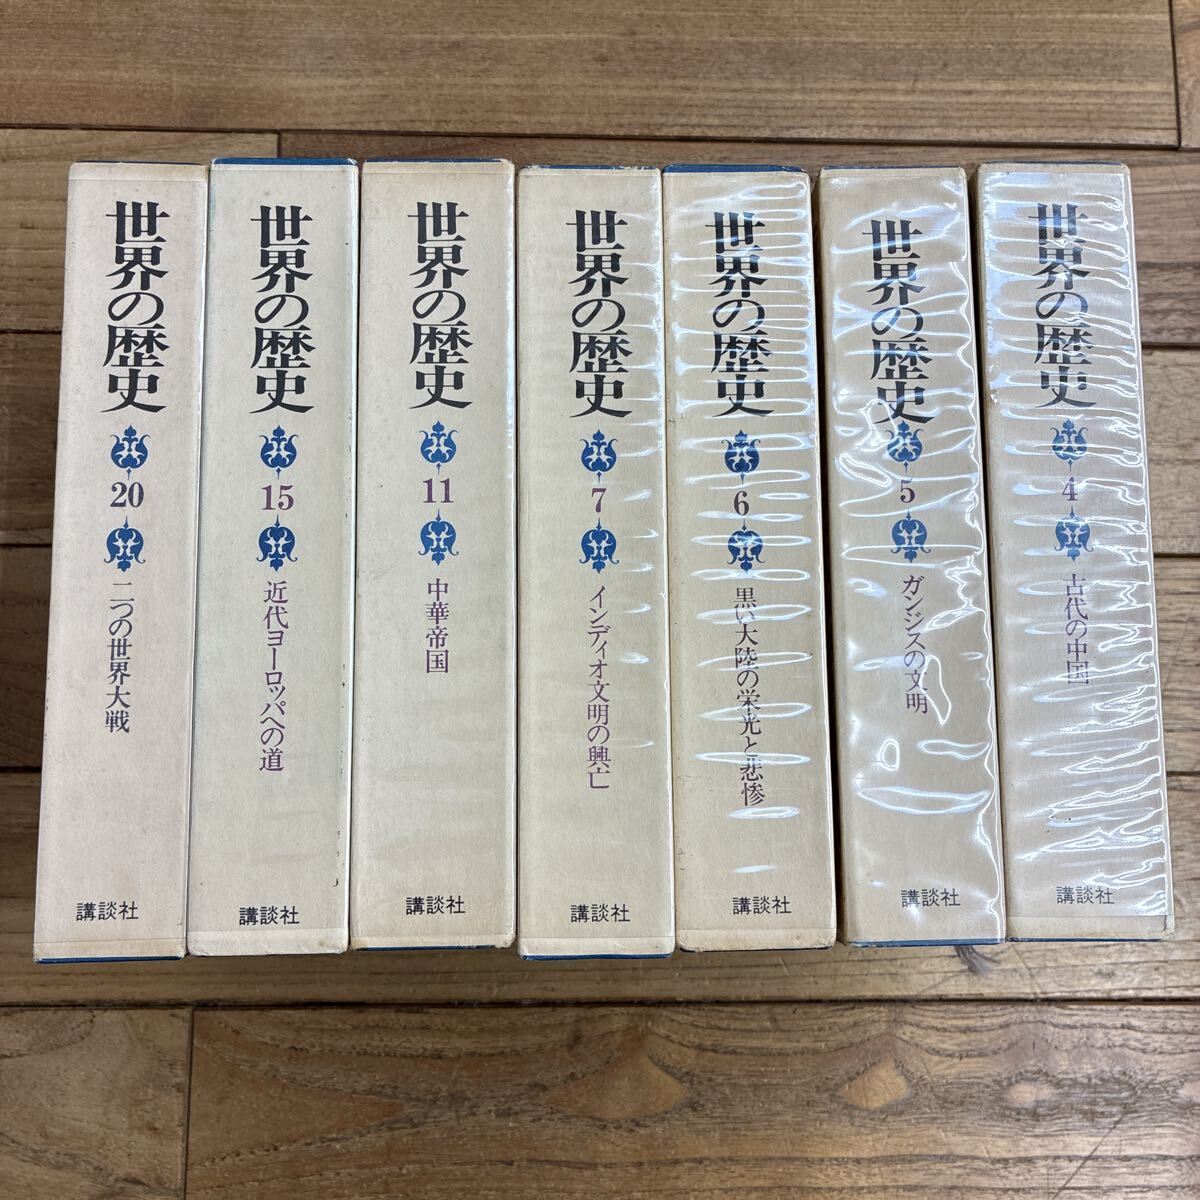 世界の歴史
20
二つの世界大戦
講談社
世界の歴史
15
近代ヨーロッパへの道
講談社
世界の歴史
11
中華帝国
講談社
世界の歴史
7
インディオ文明の興亡
講談社
世界の歴史
6
黒い大陸の栄光と悲惨
講談社
世界の歴史
5
ガンジスの文明
講談社
世界の歴史
4
古代の中国
講談社